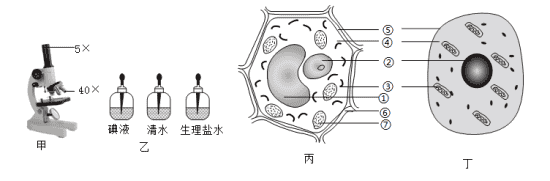 5×
40×
甲
碘液 清水 生理盐水
乙
⑤
④
②
③
①
⑥
⑦
丙
丁